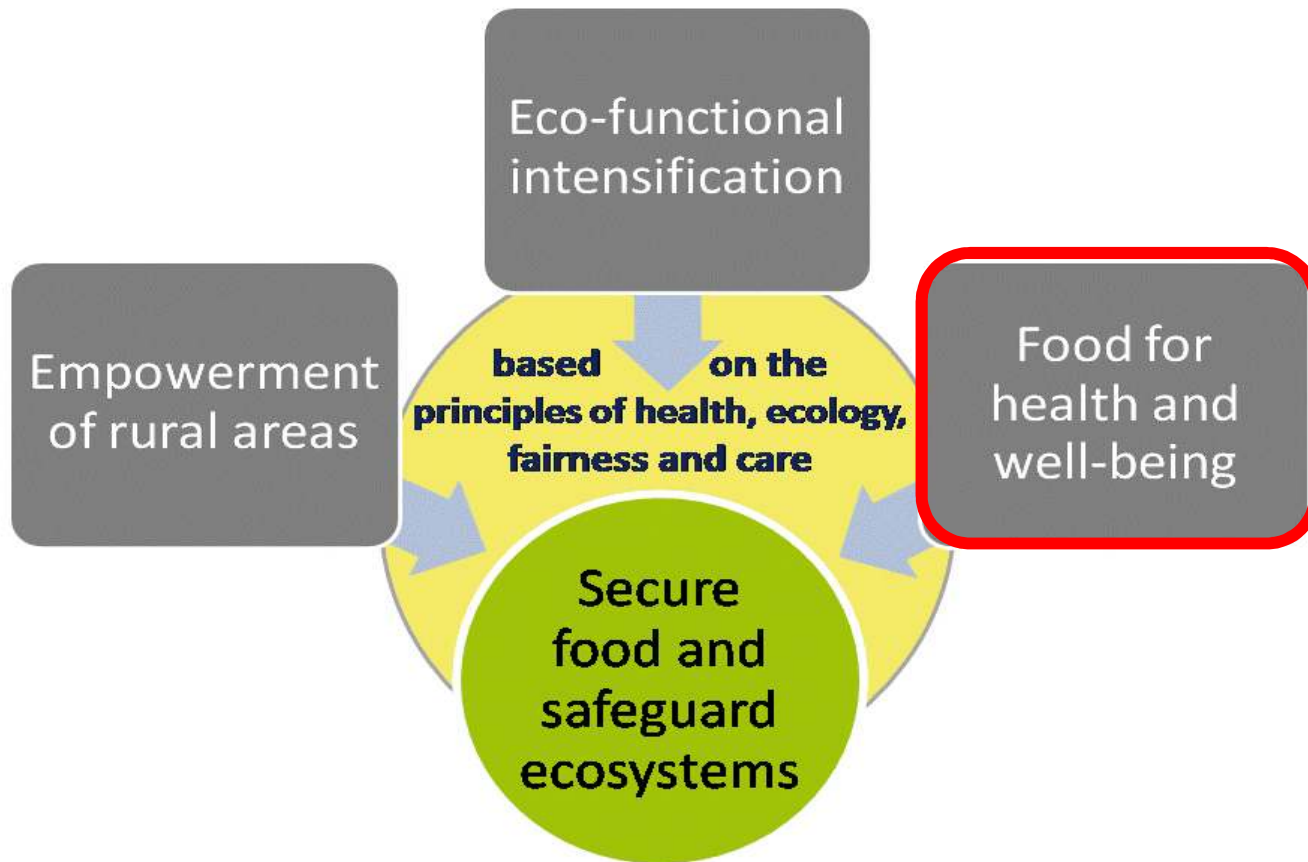 Eco-functional
intensification
Empowerment
of rural areas
Food for
health and
well-being
based on the
principles of health, ecology,
fairness and care
Secure
food and
safeguard
ecosystems